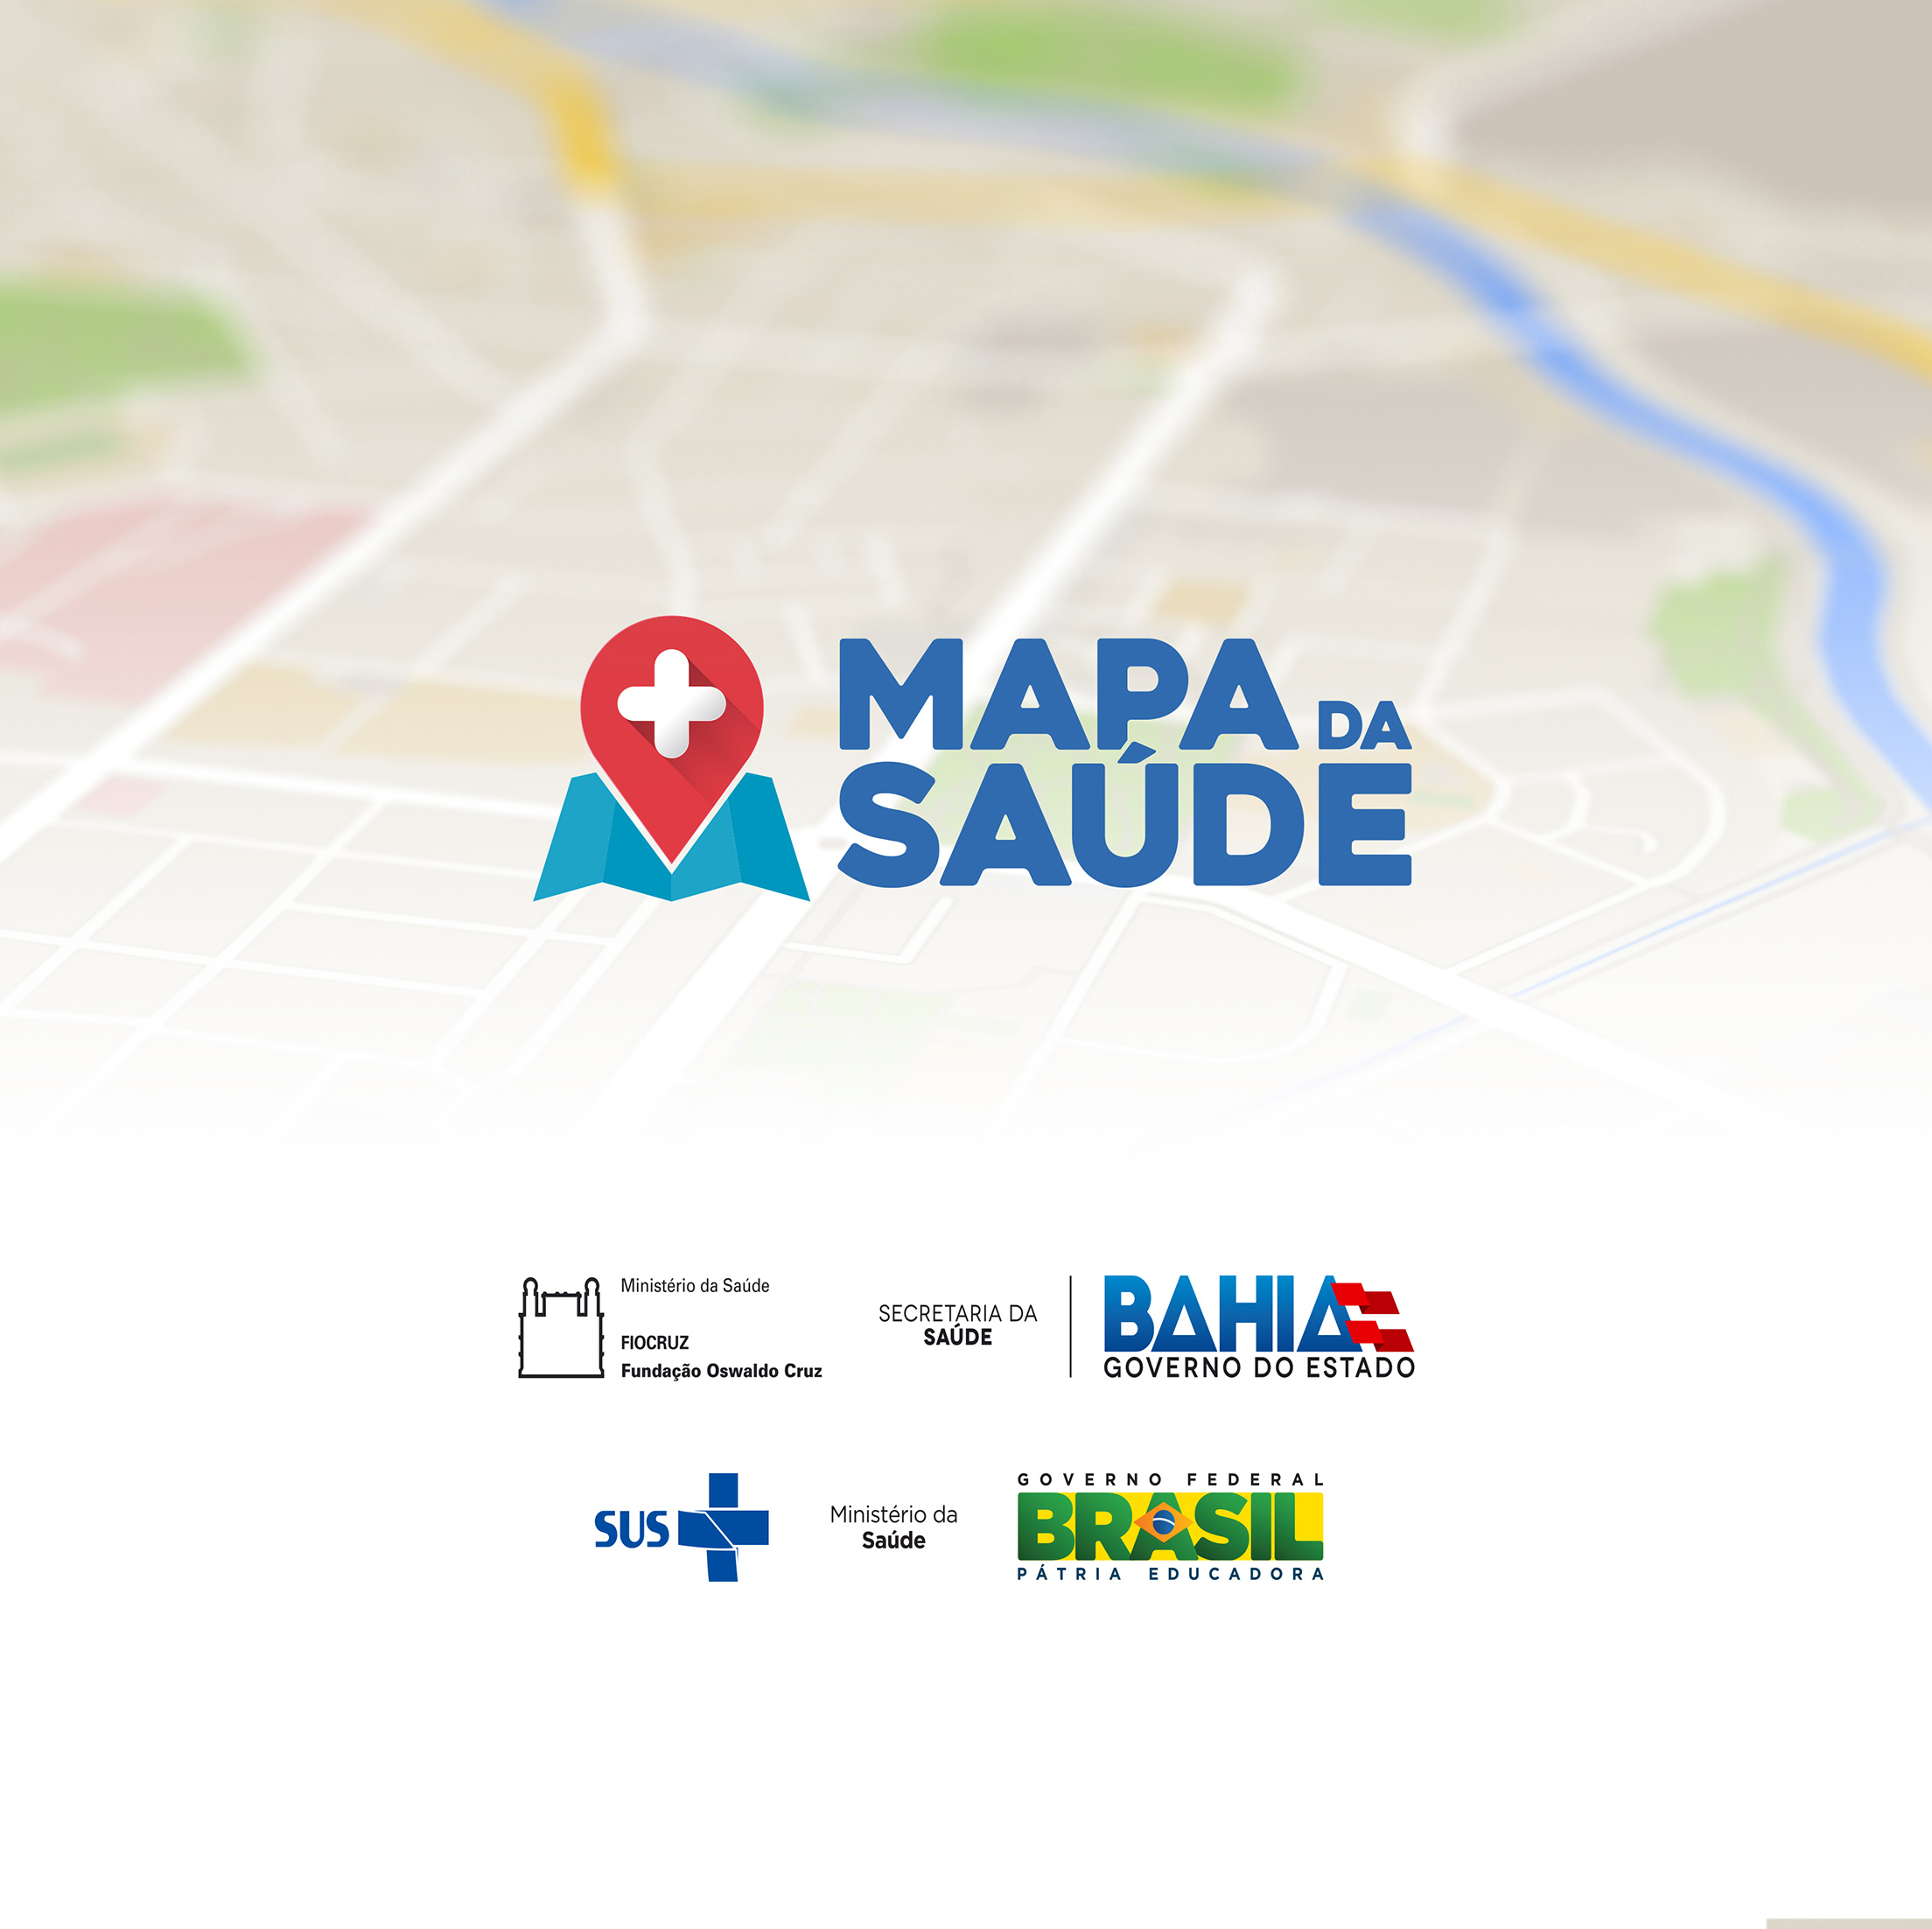 MAPA DA
SAÚDE
Ministério da Saúde
FIOCRUZ
Fundação Oswaldo Cruz
SECRETARIA DA
SAÚDE
BAHIA
GOVERNO DO ESTADO
SUS
Ministério da
Saúde
GOVERNO FEDERAL
BRASIL
PÁTRIA EDUCADORA